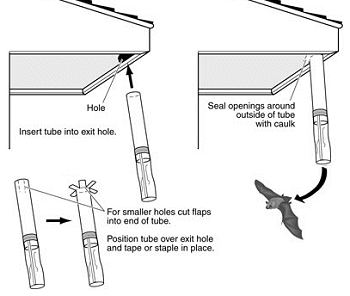 Hole
Insert tube into exit hole.
Seal openings around
outside of tube
with caulk
For smaller holes cut flaps
into end of tube.
Position tube over exit hole
and tape or staple in place.